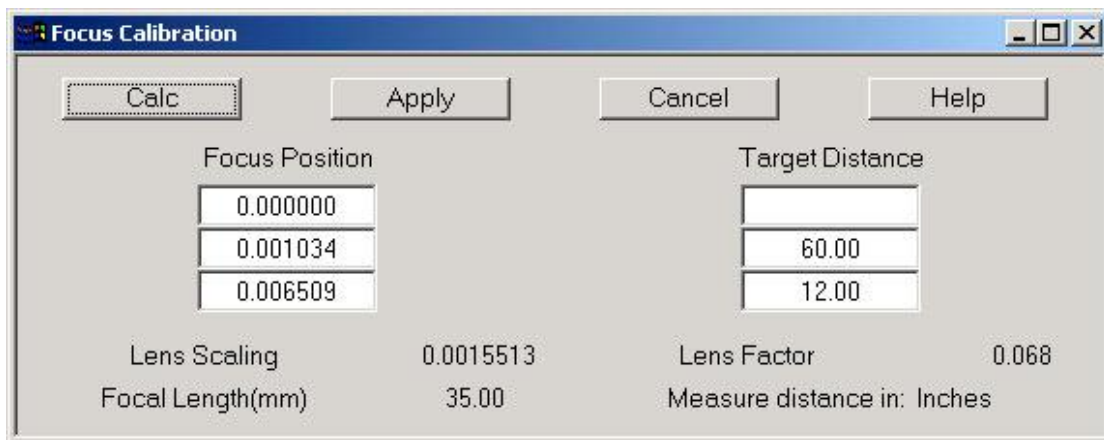 Focus Calibration
Calc Apply Cancel Help
Focus Position Target Distance
0.000000
0.001034 60.00
0.006509 12.00
Lens Scaling 0.0015513 Lens Factor 0.068
Focal Length(mm) 35.00 Measure distance in: Inches